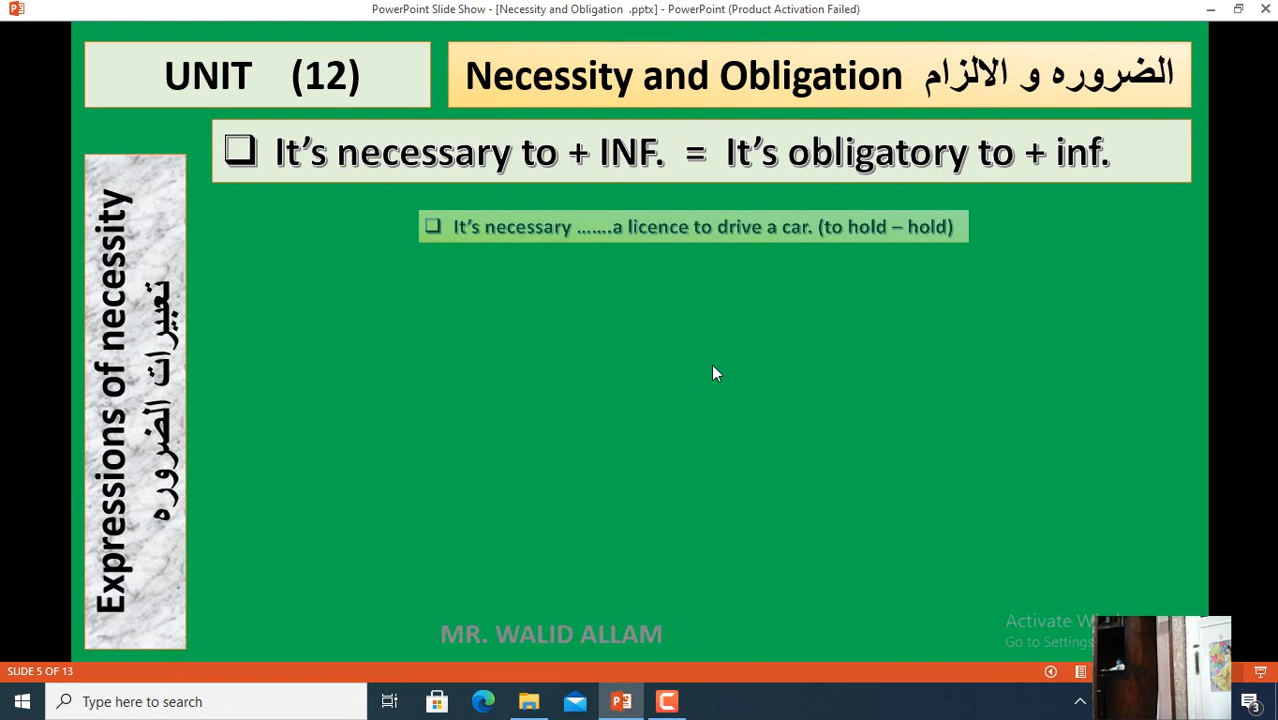 PowerPoint Slide Show - [Necessity and Obligation .pptx] - PowerPoint (Product Activation Failed)
UNIT (12)
Necessity and Obligation الضروره و الالزام
❑ It’s necessary to + INF. = It’s obligatory to + inf.
Expressions of necessity
تعبيرات الضروره
❑ It’s necessary …….a licence to drive a car. (to hold – hold)
MR. WALID ALLAM
Activate
Go to Settings
SLIDE 5 OF 13
Type here to search
3